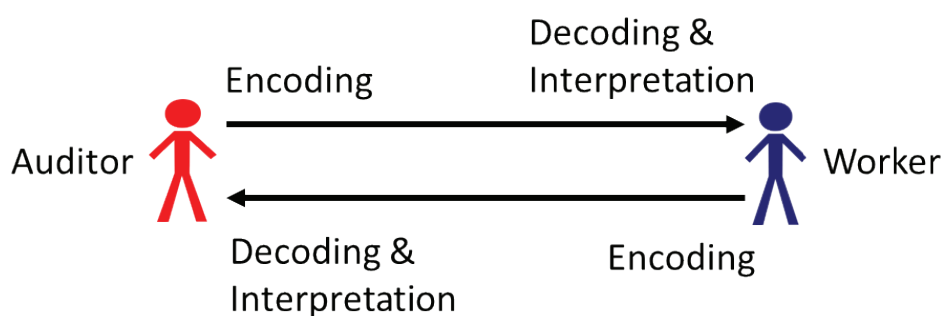 Encoding
Decoding &
Interpretation
Auditor
Worker
Decoding &
Interpretation
Encoding